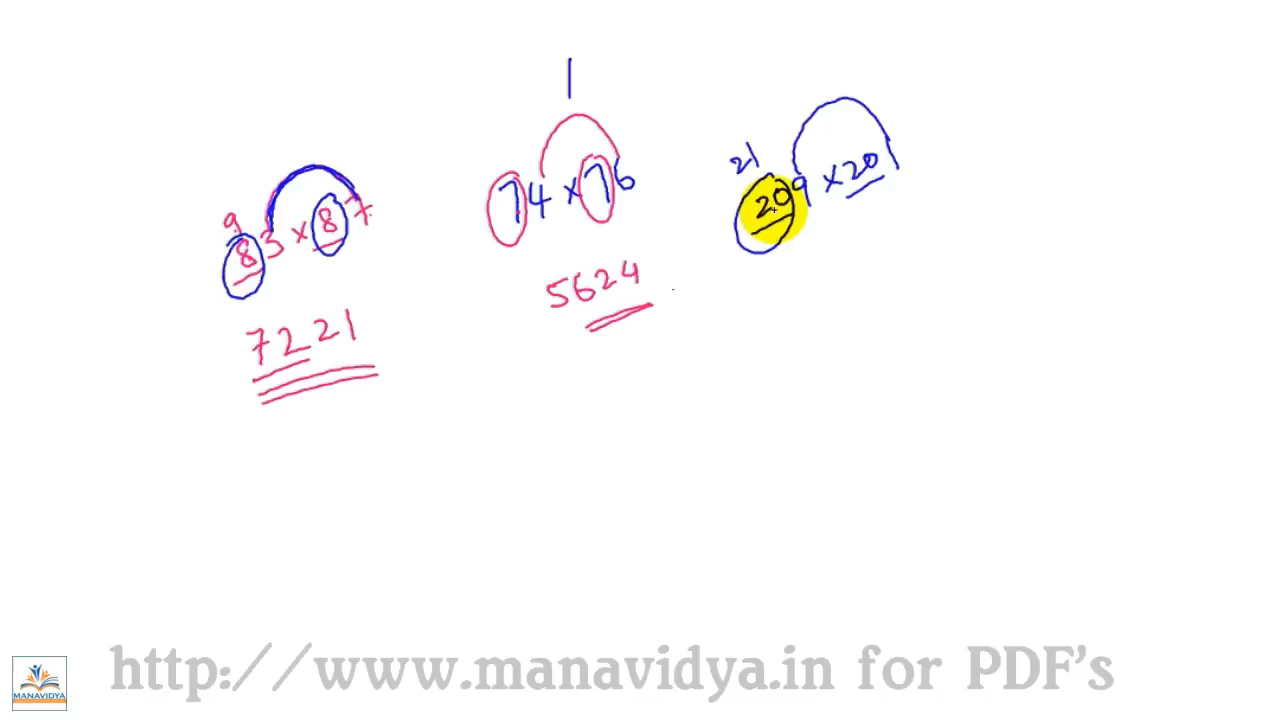 9
83 x 87
7221
1
74 x 76
5624
21
209 x 201
http://www.manavidya.in for PDF's
MANAVIDYA